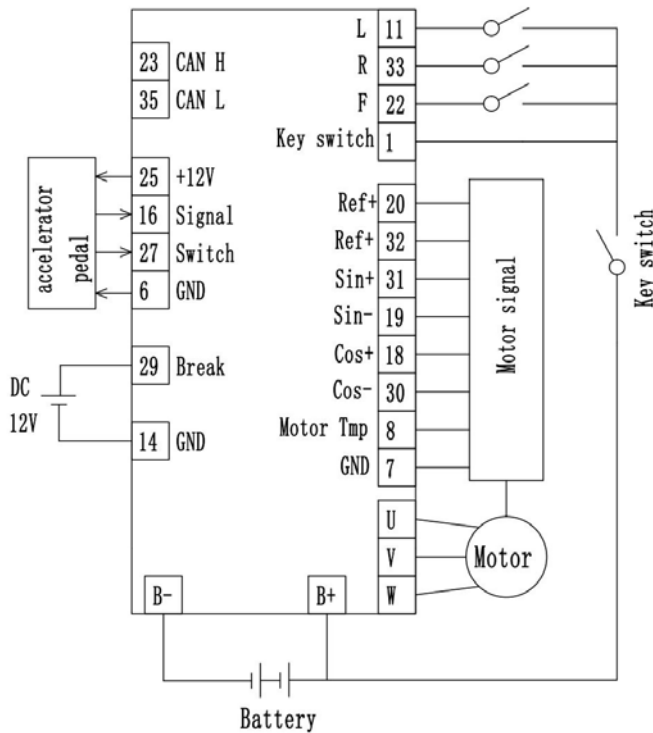 L 11
23 CAN H
R 33
35 CAN L
F 22
Key switch 1
25 +12V
16 Signal
27 Switch
6 GND
accelerator
pedal
Ref+ 20
Ref+ 32
Sin+ 31
Sin- 19
Cos+ 18
Cos- 30
Motor Tmp 8
GND 7
Motor signal
Key switch
29 Break
DC
12V
14 GND
U
V
W
Motor
B-
B+
Battery